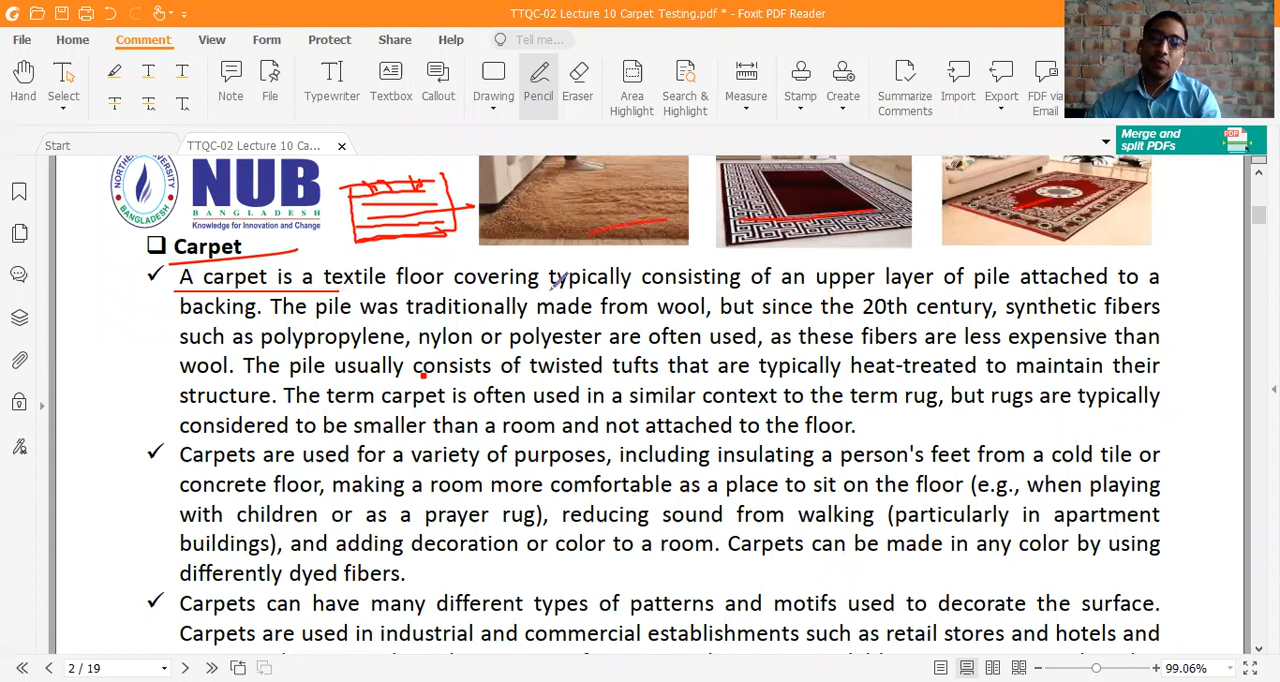 TTQC-02 Lecture 10 Carpet Testing.pdf * - Foxit PDF Reader
File Home Comment View Form Protect Share Help Tell me...
Hand Select Note File Typewriter Textbox Callout Drawing Pencil Eraser Area Highlight Search & Highlight Measure Stamp Create Summarize Comments Import Export FDF via Email
Start TTQC-02 Lecture 10 Ca... Merge and split PDFs
NUB
BANGLADESH
Knowledge for Innovation and Change
Carpet
A carpet is a textile floor covering typically consisting of an upper layer of pile attached to a
backing. The pile was traditionally made from wool, but since the 20th century, synthetic fibers
such as polypropylene, nylon or polyester are often used, as these fibers are less expensive than
wool. The pile usually consists of twisted tufts that are typically heat-treated to maintain their
structure. The term carpet is often used in a similar context to the term rug, but rugs are typically
considered to be smaller than a room and not attached to the floor.
Carpets are used for a variety of purposes, including insulating a person's feet from a cold tile or
concrete floor, making a room more comfortable as a place to sit on the floor (e.g., when playing
with children or as a prayer rug), reducing sound from walking (particularly in apartment
buildings), and adding decoration or color to a room. Carpets can be made in any color by using
differently dyed fibers.
Carpets can have many different types of patterns and motifs used to decorate the surface.
Carpets are used in industrial and commercial establishments such as retail stores and hotels and
2 / 19 99.06%